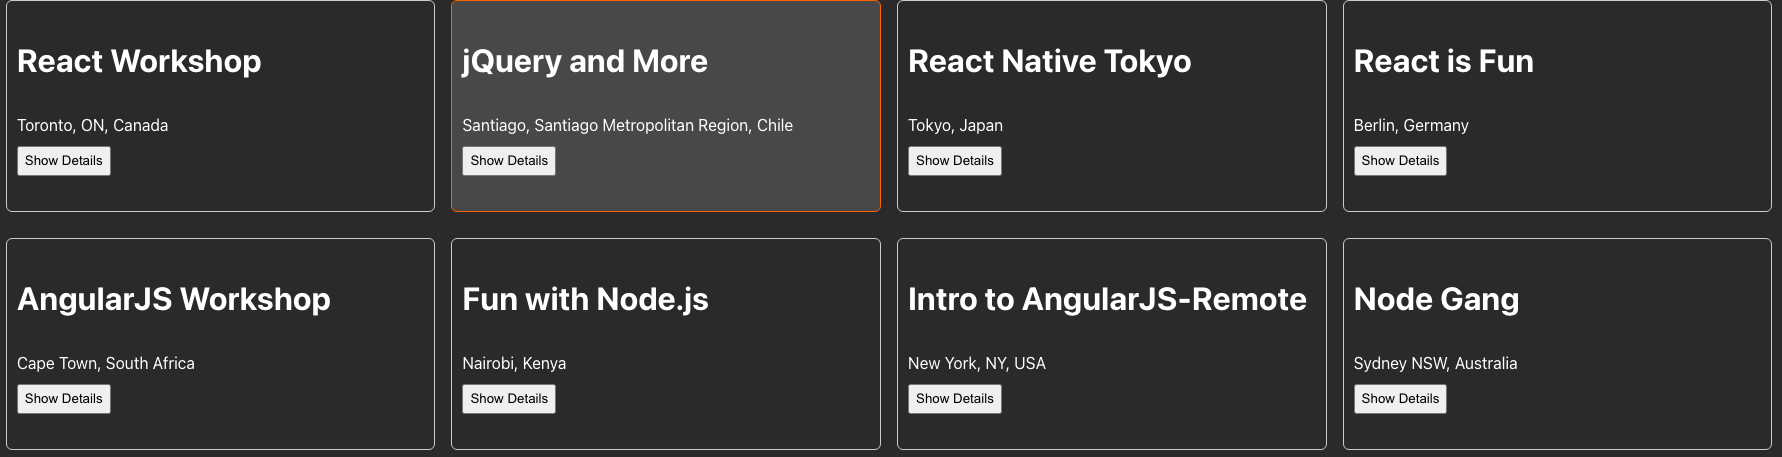 React Workshop
Toronto, ON, Canada
Show Details
jQuery and More
Santiago, Santiago Metropolitan Region, Chile
Show Details
React Native Tokyo
Tokyo, Japan
Show Details
React is Fun
Berlin, Germany
Show Details
AngularJS Workshop
Cape Town, South Africa
Show Details
Fun with Node.js
Nairobi, Kenya
Show Details
Intro to AngularJS-Remote
New York, NY, USA
Show Details
Node Gang
Sydney NSW, Australia
Show Details